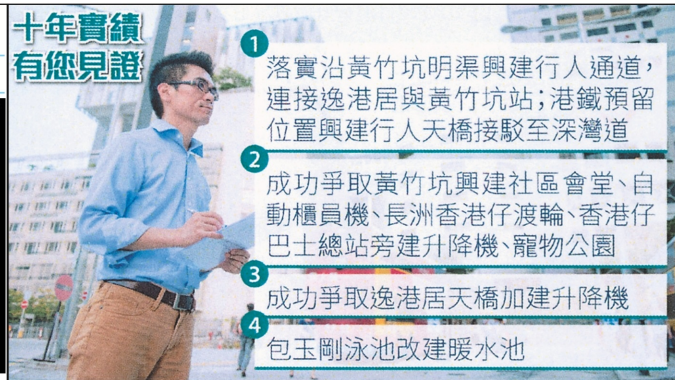 十年實績
有您見證
1
落實沿黃竹坑明渠興建行人通道，
連接逸港居與黃竹坑站；港鐵預留
位置興建行人天橋接駁至深灣道
2
成功爭取黃竹坑興建社區會堂、自
動櫃員機、長洲香港仔渡輪、香港仔
巴士總站旁建升降機、寵物公園
3
成功爭取逸港居天橋加建升降機
4
包玉剛泳池改建暖水池